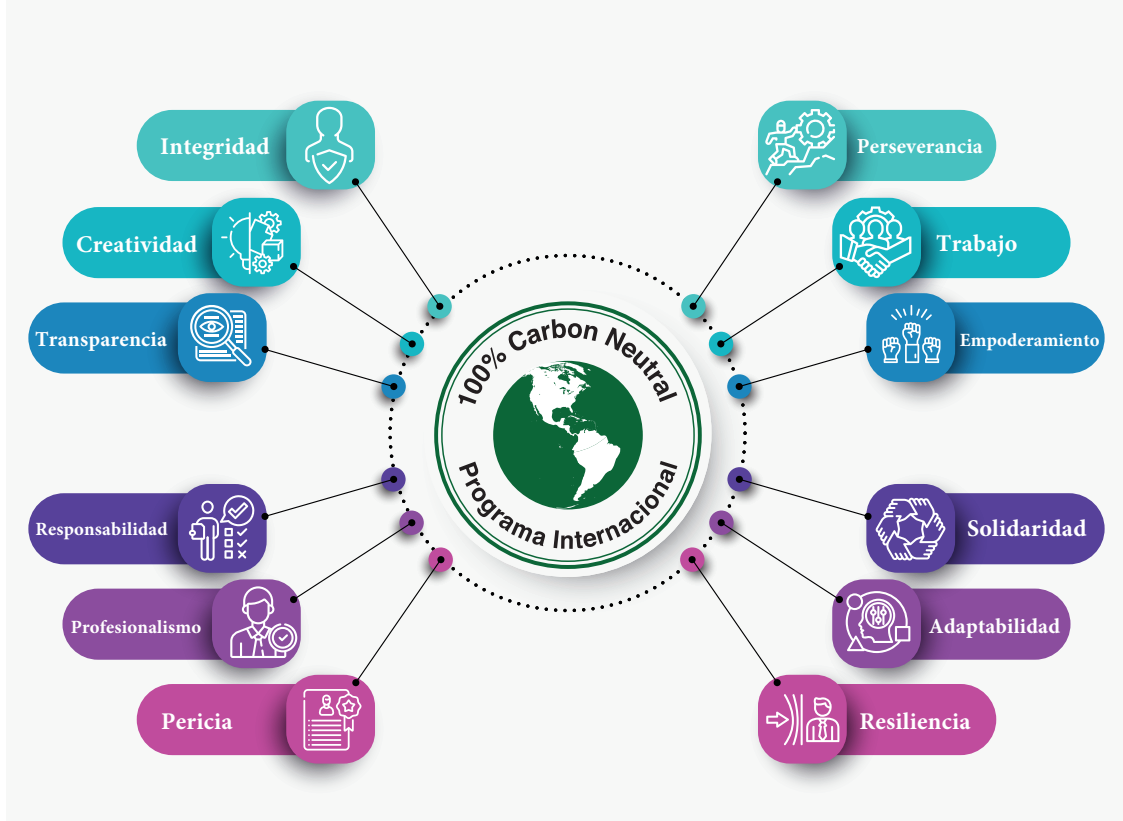 Integridad
Creatividad
Transparencia
Responsabilidad
Profesionalismo
Pericia
100% Carbon Neutral
Programa Internacional
Perseverancia
Trabajo
Empoderamiento
Solidaridad
Adaptabilidad
Resiliencia